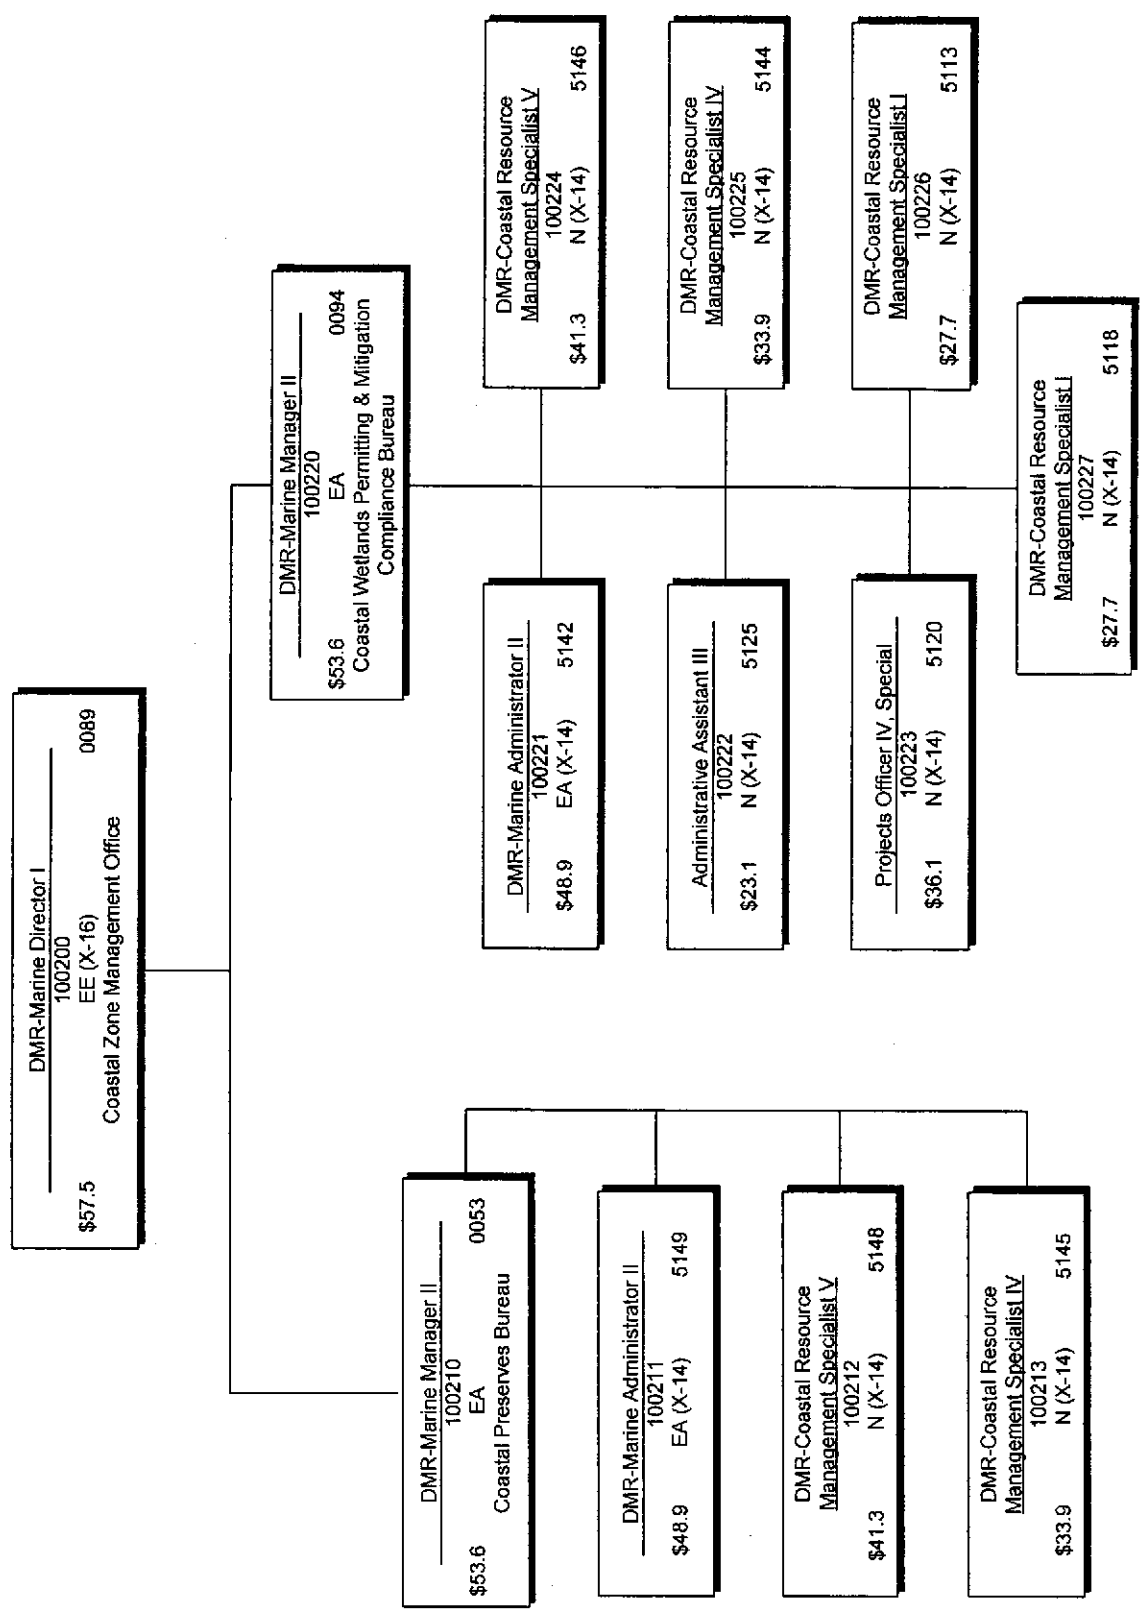 DMR-Marine Director I
100200
$57.5 EE (X-16) 0089
Coastal Zone Management Office
DMR-Marine Manager II
100210
$53.6 EA 0053
Coastal Preserves Bureau
DMR-Marine Administrator II
100211
$48.9 EA (X-14) 5149
DMR-Coastal Resource
Management Specialist V
100212
$41.3 N (X-14) 5148
DMR-Coastal Resource
Management Specialist IV
100213
$33.9 N (X-14) 5145
DMR-Marine Manager II
100220
$53.6 EA 0094
Coastal Wetlands Permitting & Mitigation
Compliance Bureau
DMR-Marine Administrator II
100221
$48.9 EA (X-14) 5142
Administrative Assistant III
100222
$23.1 N (X-14) 5125
Projects Officer IV, Special
100223
$36.1 N (X-14) 5120
DMR-Coastal Resource
Management Specialist V
100224
$41.3 N (X-14) 5146
DMR-Coastal Resource
Management Specialist IV
100225
$33.9 N (X-14) 5144
DMR-Coastal Resource
Management Specialist I
100226
$27.7 N (X-14) 5113
DMR-Coastal Resource
Management Specialist I
100227
$27.7 N (X-14) 5118